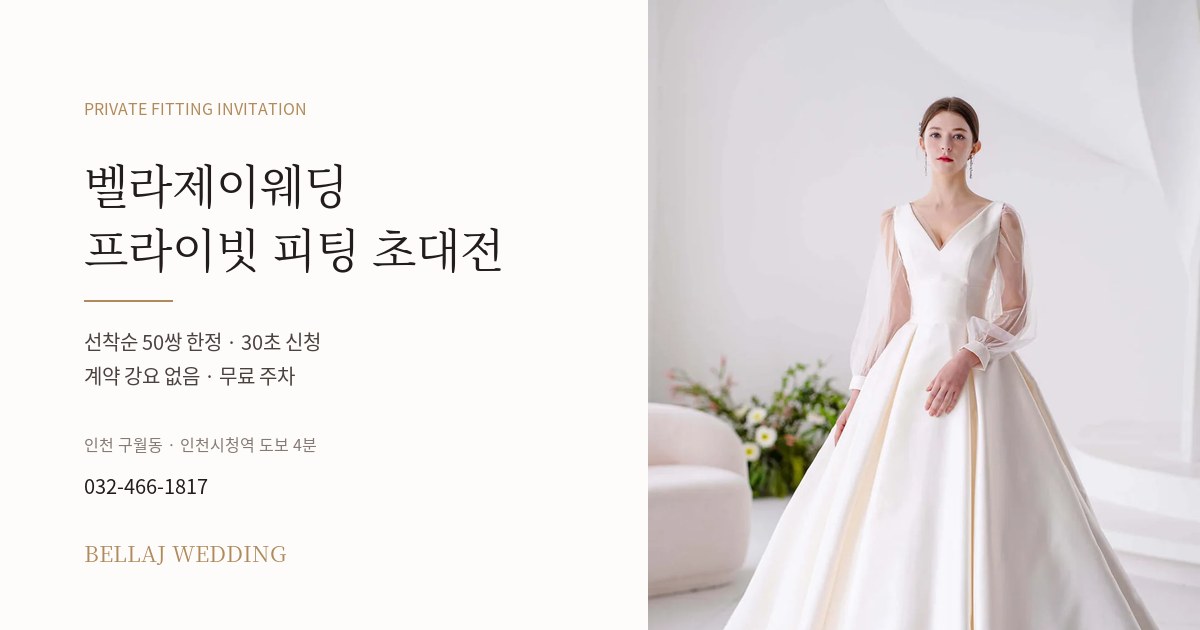 PRIVATE FITTING INVITATION
벨라제이웨딩
프라이빗 피팅 초대전
선착순 50쌍 한정 · 30초 신청
계약 강요 없음 · 무료 주차
인천 구월동 · 인천시청역 도보 4분
032-466-1817
BELLAJ WEDDING